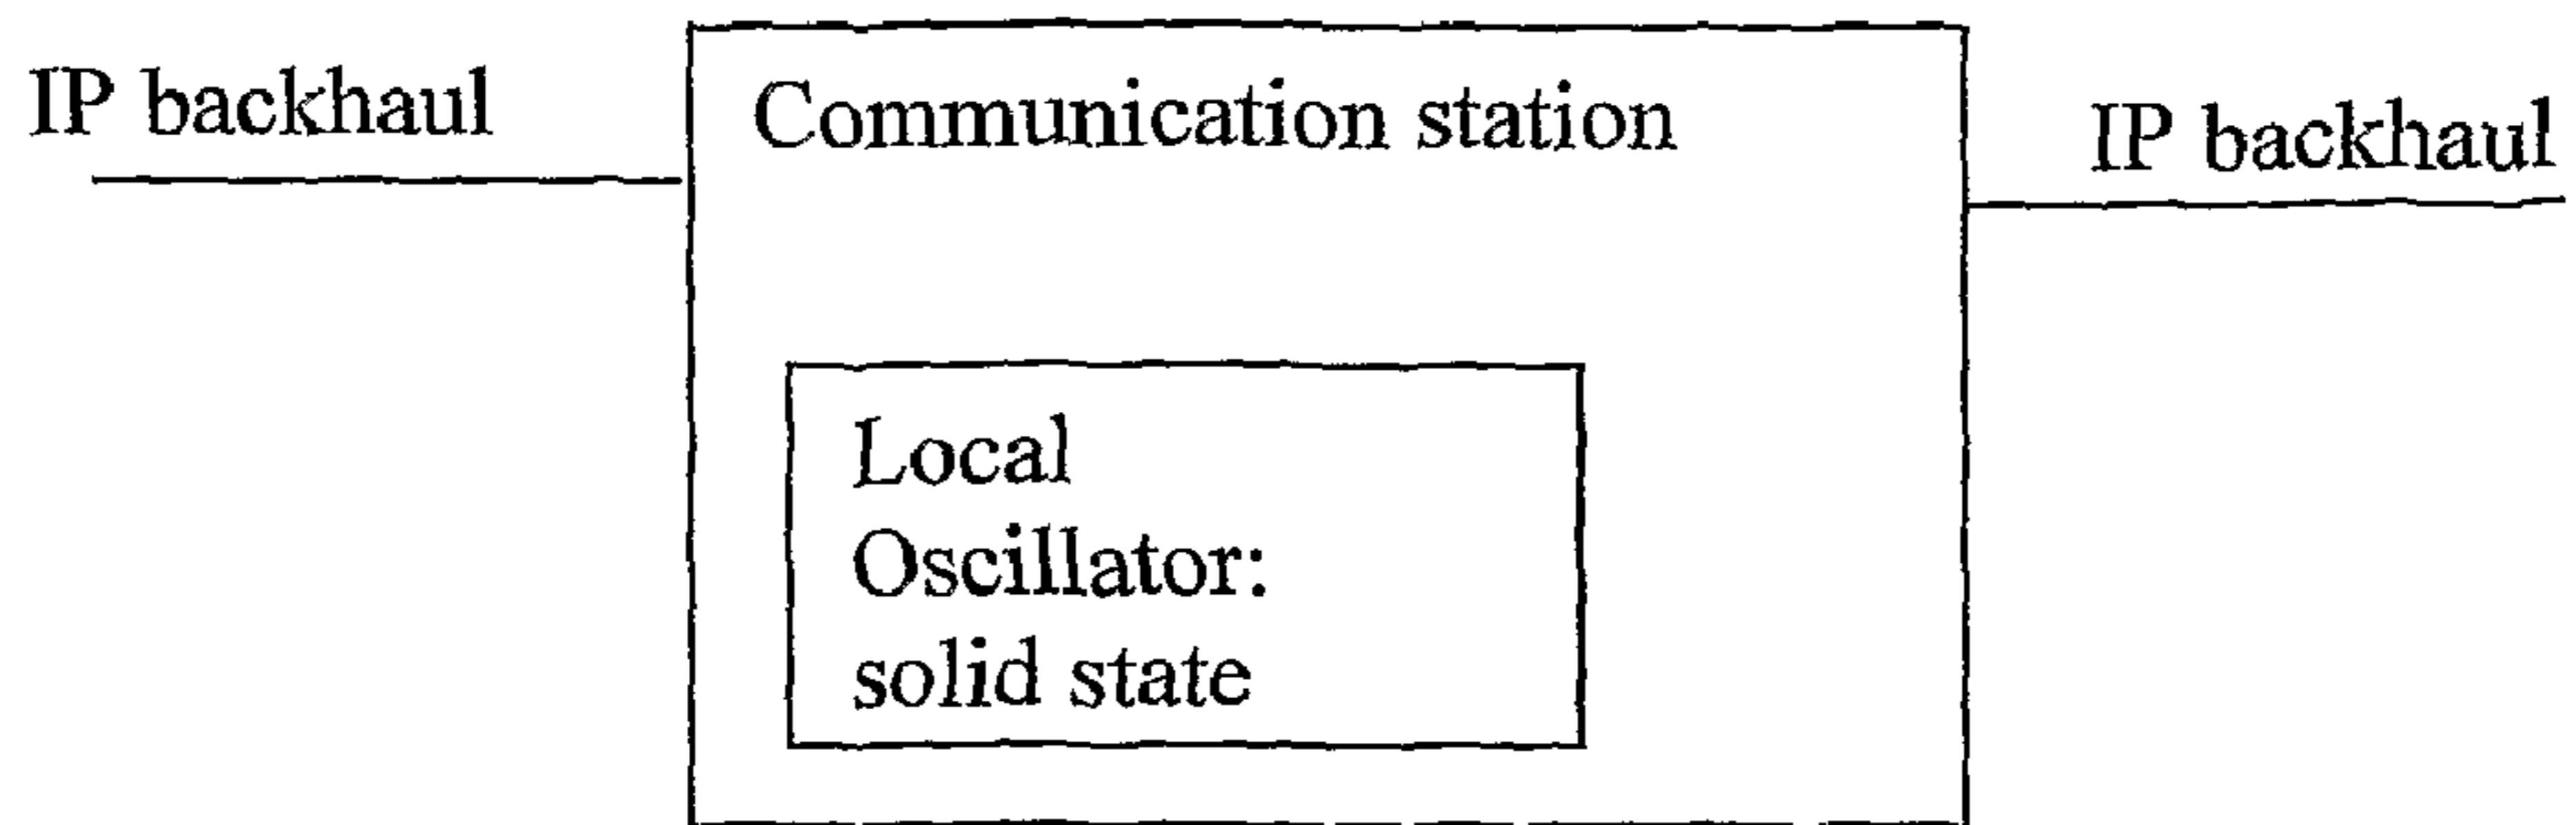 IP backhaul
Communication station
IP backhaul
Local
Oscillator:
solid state